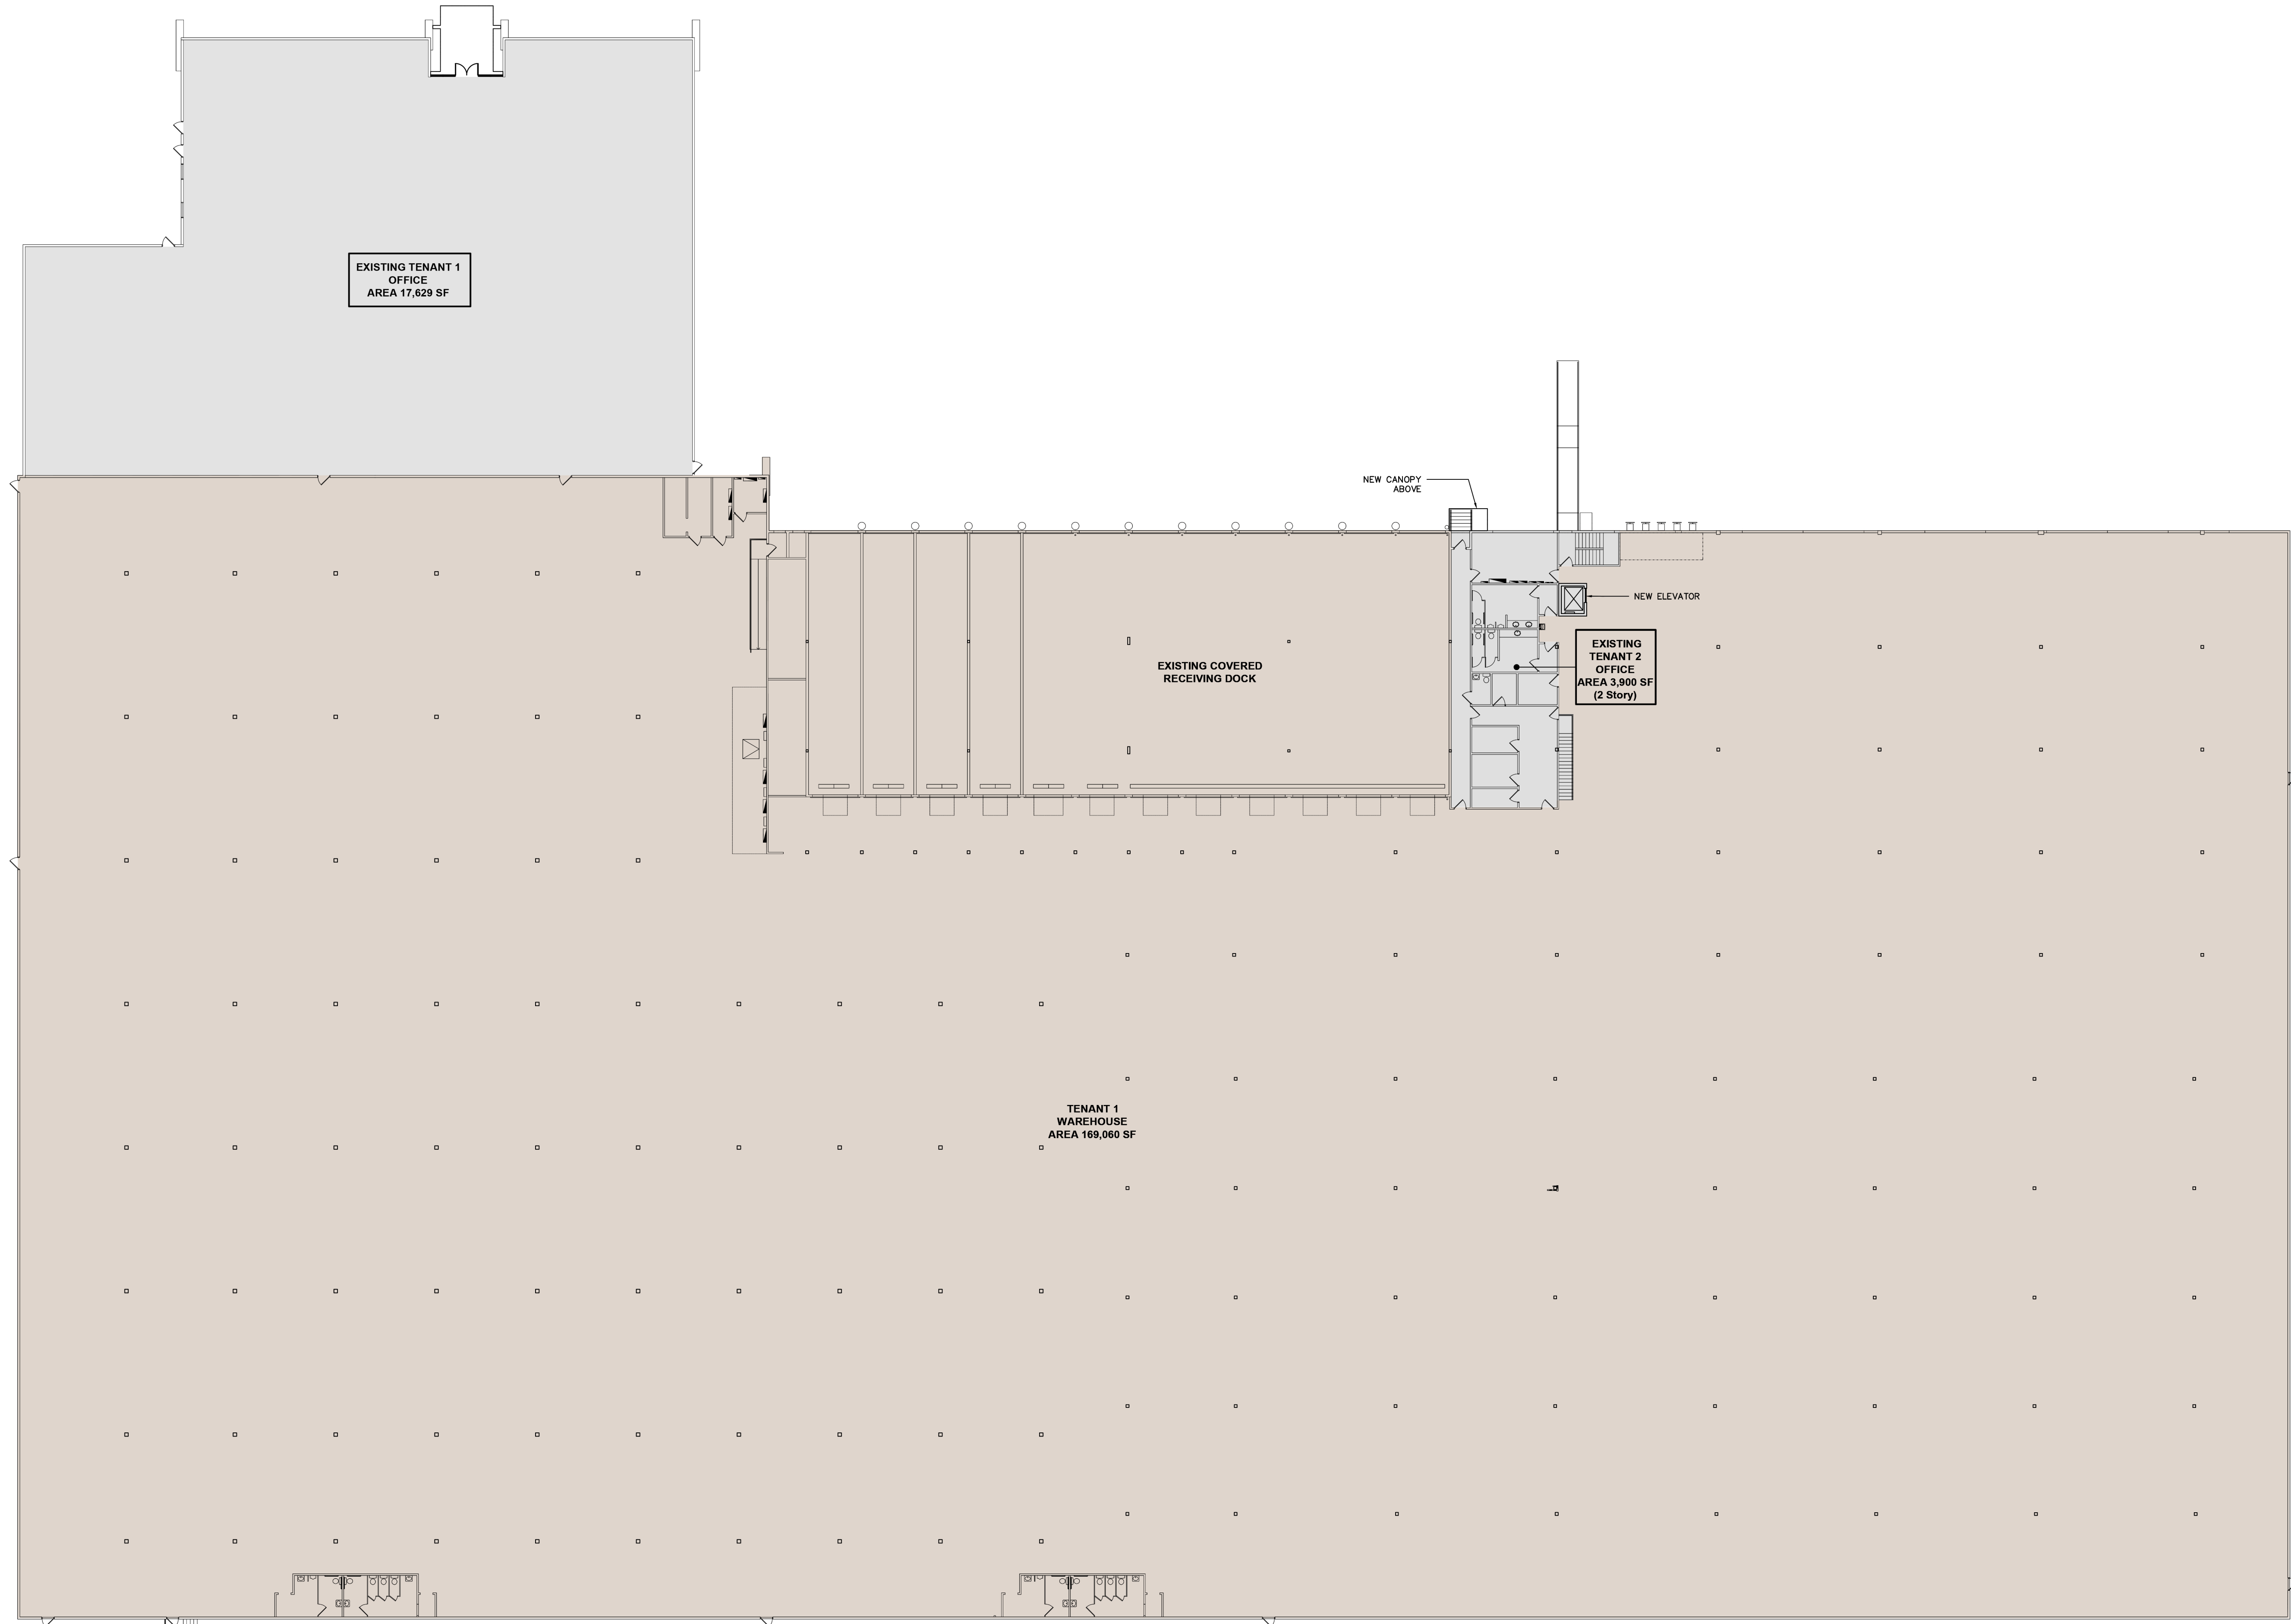 EXISTING TENANT 1
OFFICE
AREA 17,629 SF
NEW CANOPY
ABOVE
NEW ELEVATOR
EXISTING
TENANT 2
OFFICE
AREA 3,900 SF
(2 Story)
EXISTING COVERED
RECEIVING DOCK
TENANT 1
WAREHOUSE
AREA 169,060 SF